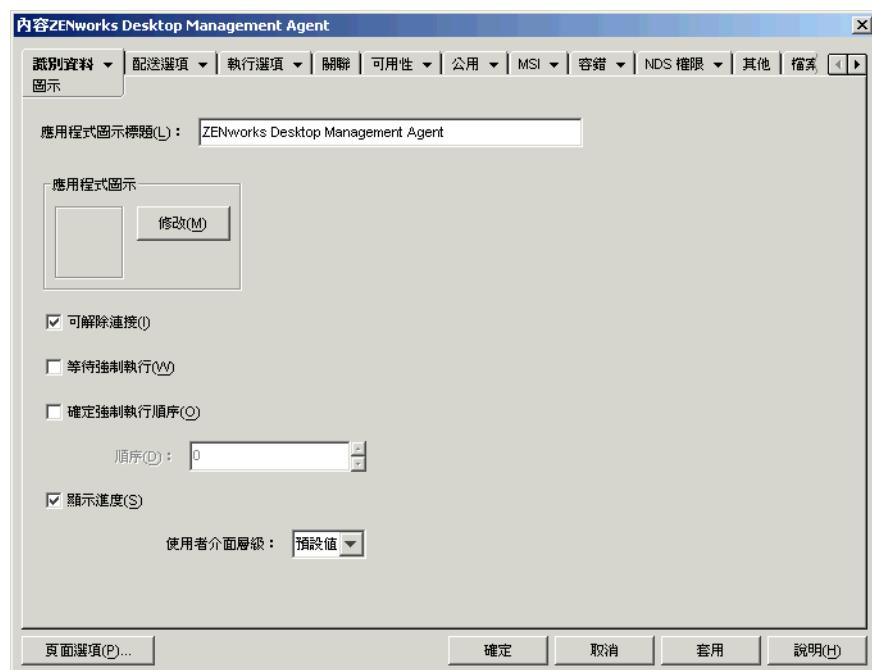 內容ZENworks Desktop Management Agent
識別資料 配送選項 執行選項 關聯 可用性 公用 MSI 容錯 NDS 權限 其他 檔案
圖示
應用程式圖示標題(L)： ZENworks Desktop Management Agent
應用程式圖示
修改(M)
可解除連接(I)
等待強制執行(W)
確定強制執行順序(O)
順序(D)： 0
顯示進度(S)
使用者介面層級： 預設值
頁面選項(P)... 確定 取消 套用 說明(H)